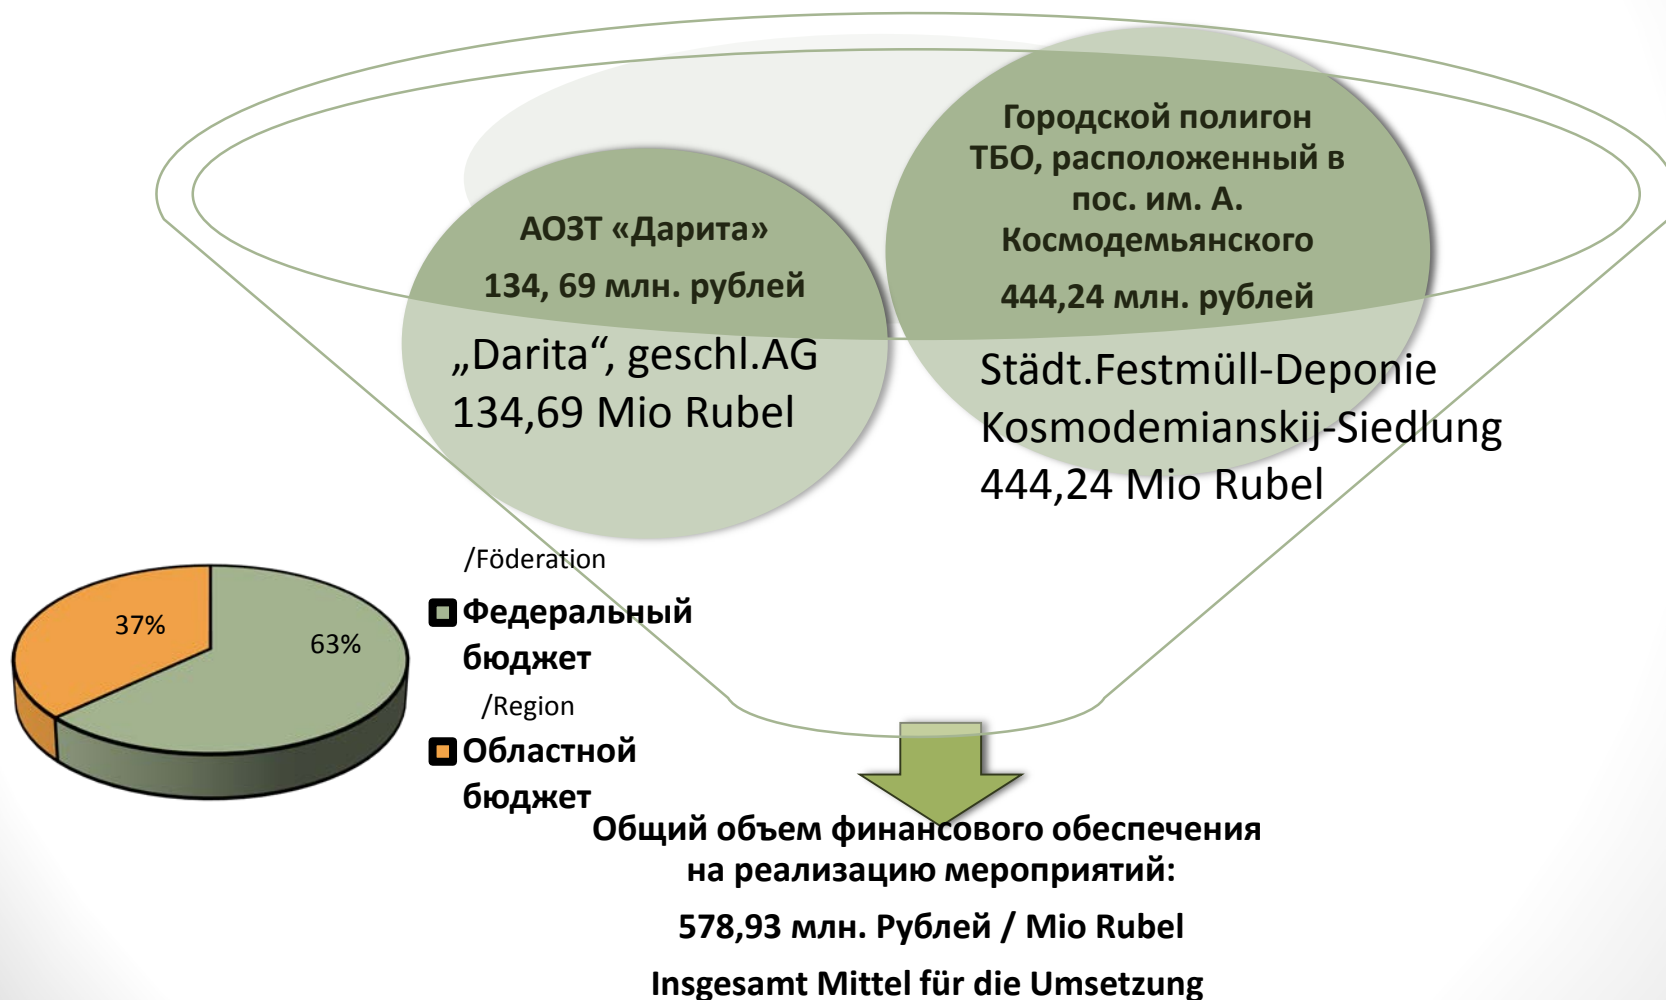 Городской полигон
ТБО, расположенный в
пос. им. А.
Космодемьянского
444,24 млн. рублей
Städt.Festmüll-Deponie
Kosmodemianskij-Siedlung
444,24 Mio Rubel
АОЗТ «Дарита»
134, 69 млн. рублей
„Darita“, geschl.AG
134,69 Mio Rubel
37%
63%
/Föderation
Федеральный
бюджет
/Region
Областной
бюджет
Общий объем финансового обеспечения
на реализацию мероприятий:
578,93 млн. Рублей / Mio Rubel
Insgesamt Mittel für die Umsetzung